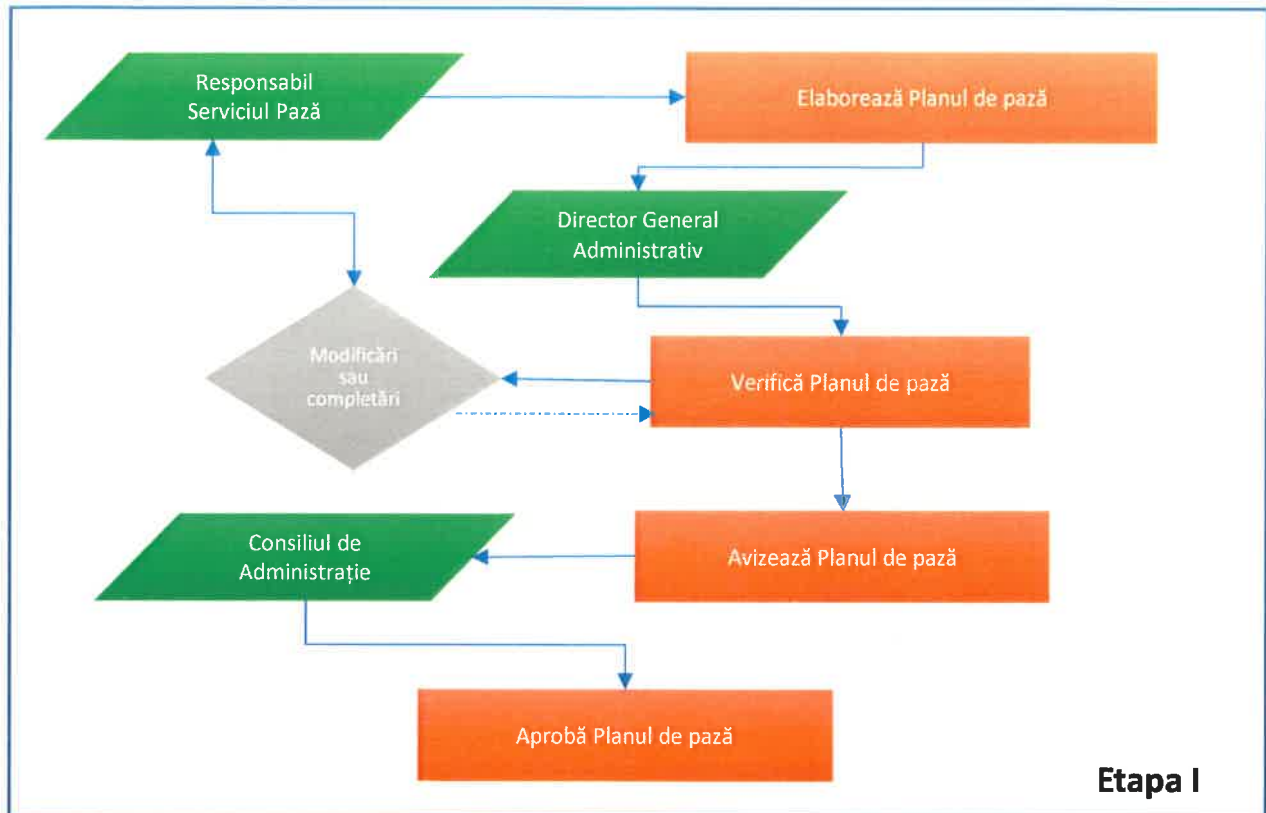 Responsabil
Serviciul Pază
Elaborează Planul de pază
Director General
Administrativ
Modificări
sau
completări
Verifică Planul de pază
Consiliul de
Administrație
Avizează Planul de pază
Aprobă Planul de pază
Etapa I